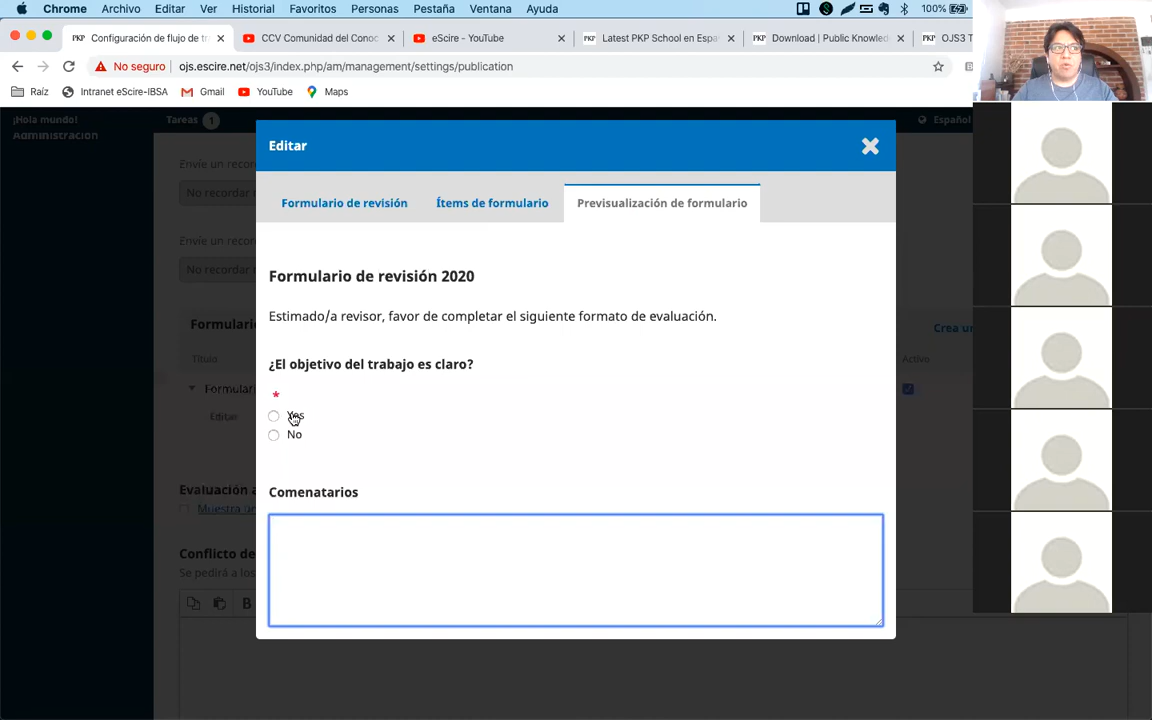 Chrome Archivo Editar Ver Historial Favoritos Personas Pestaña Ventana Ayuda 100%
PKP Configuración de flujo de tr CCV Comunidad del Conoc eScire - YouTube PKP Latest PKP School en Espa PKP Download | Public Knowled PKP OJS3 T
No seguro ojs.escire.net/ojs3/index.php/am/management/settings/publication
Raíz Intranet eScire-IBSA Gmail YouTube Maps
¡Hola mundo! Tareas 1 Español
Administración
Editar
Envíe un recor
No recordar
Formulario de revisión Ítems de formulario Previsualización de formulario
Envíe un recor
No recordar
Formulario de revisión 2020
Estimado/a revisor, favor de completar el siguiente formato de evaluación.
Formulari Crea un
Título Activo
¿El objetivo del trabajo es claro?
Formulari
*
Editar
Yes
No
Evaluación a
Comenatarios
Muestra un
Conflicto de
Se pedirá a los
B